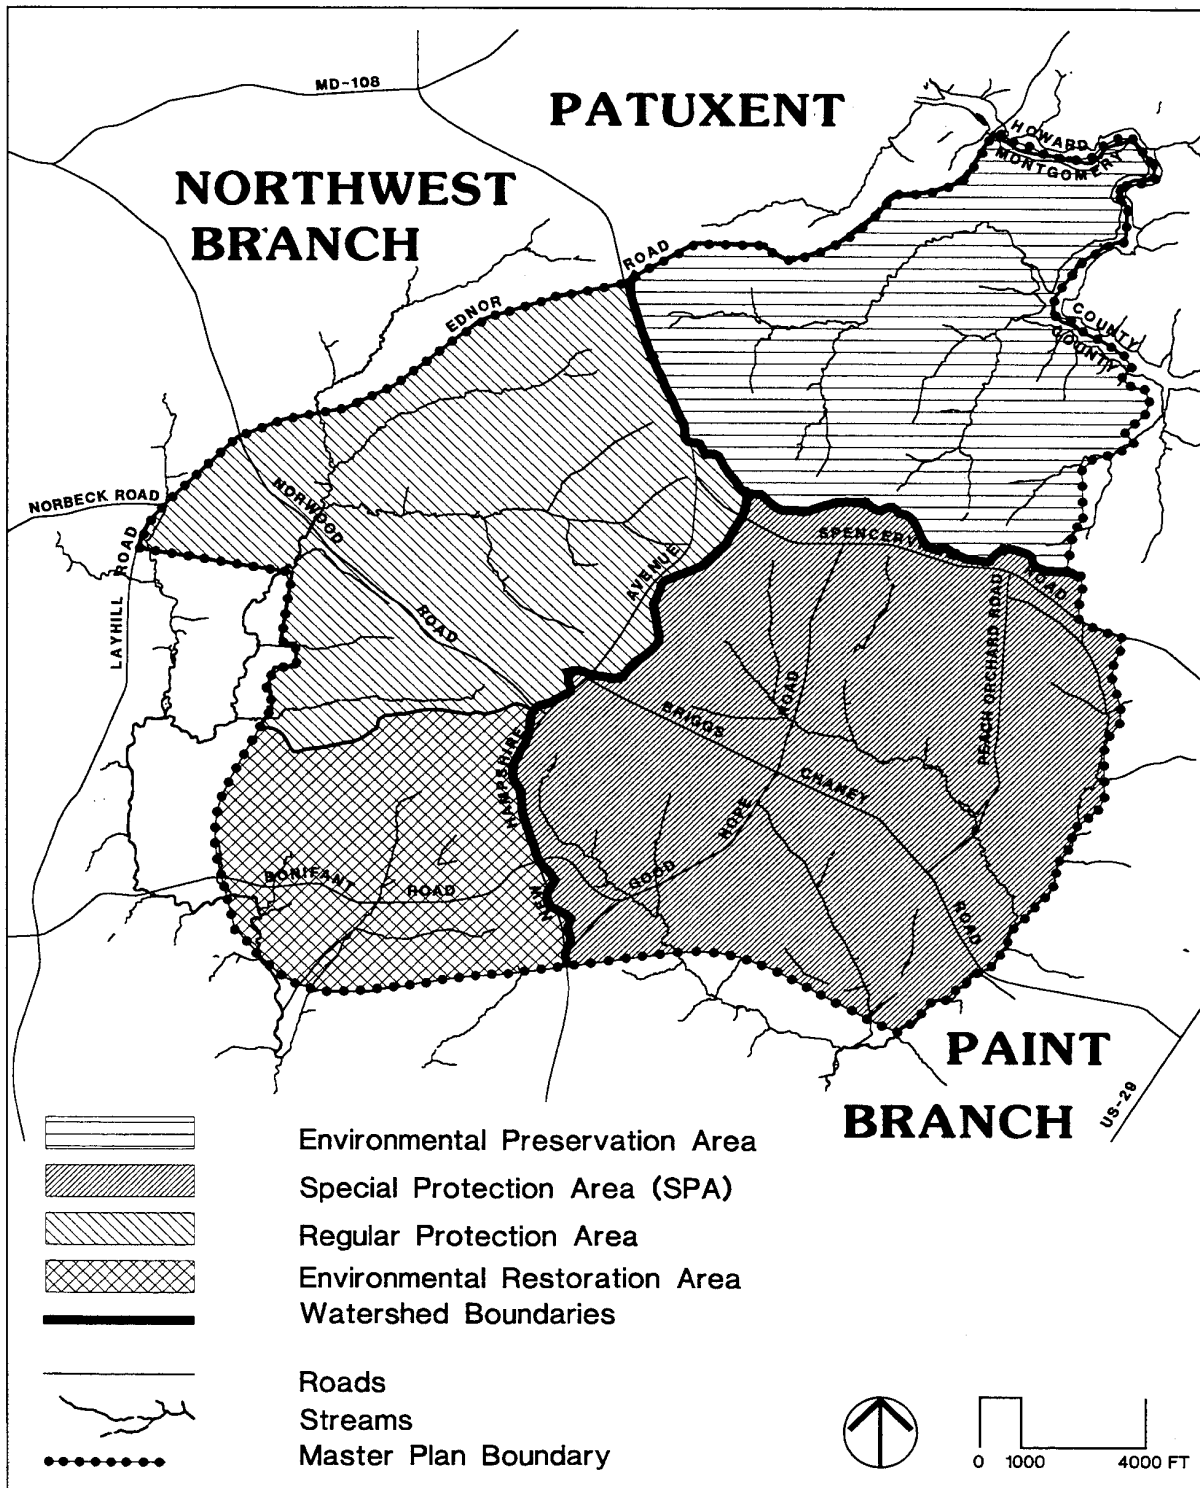 MD-108
PATUXENT
HOWARD
MONTGOMERY
NORTHWEST
BRANCH
ROAD
EDNOR
COUNTY
COUNTY
NORBECK ROAD
NORWOOD
ROAD
LAYHILL ROAD
AVENUE
ROAD
PEACH ORCHARD ROAD
ROAD
BRIGGS
CHANEY
ROAD
HAMPSHIRE
NEW
HOPE
GOOD
BONIFANT
ROAD
PAINT
BRANCH
US-29
Environmental Preservation Area
Special Protection Area (SPA)
Regular Protection Area
Environmental Restoration Area
Watershed Boundaries
Roads
Streams
Master Plan Boundary
0 1000 4000 FT